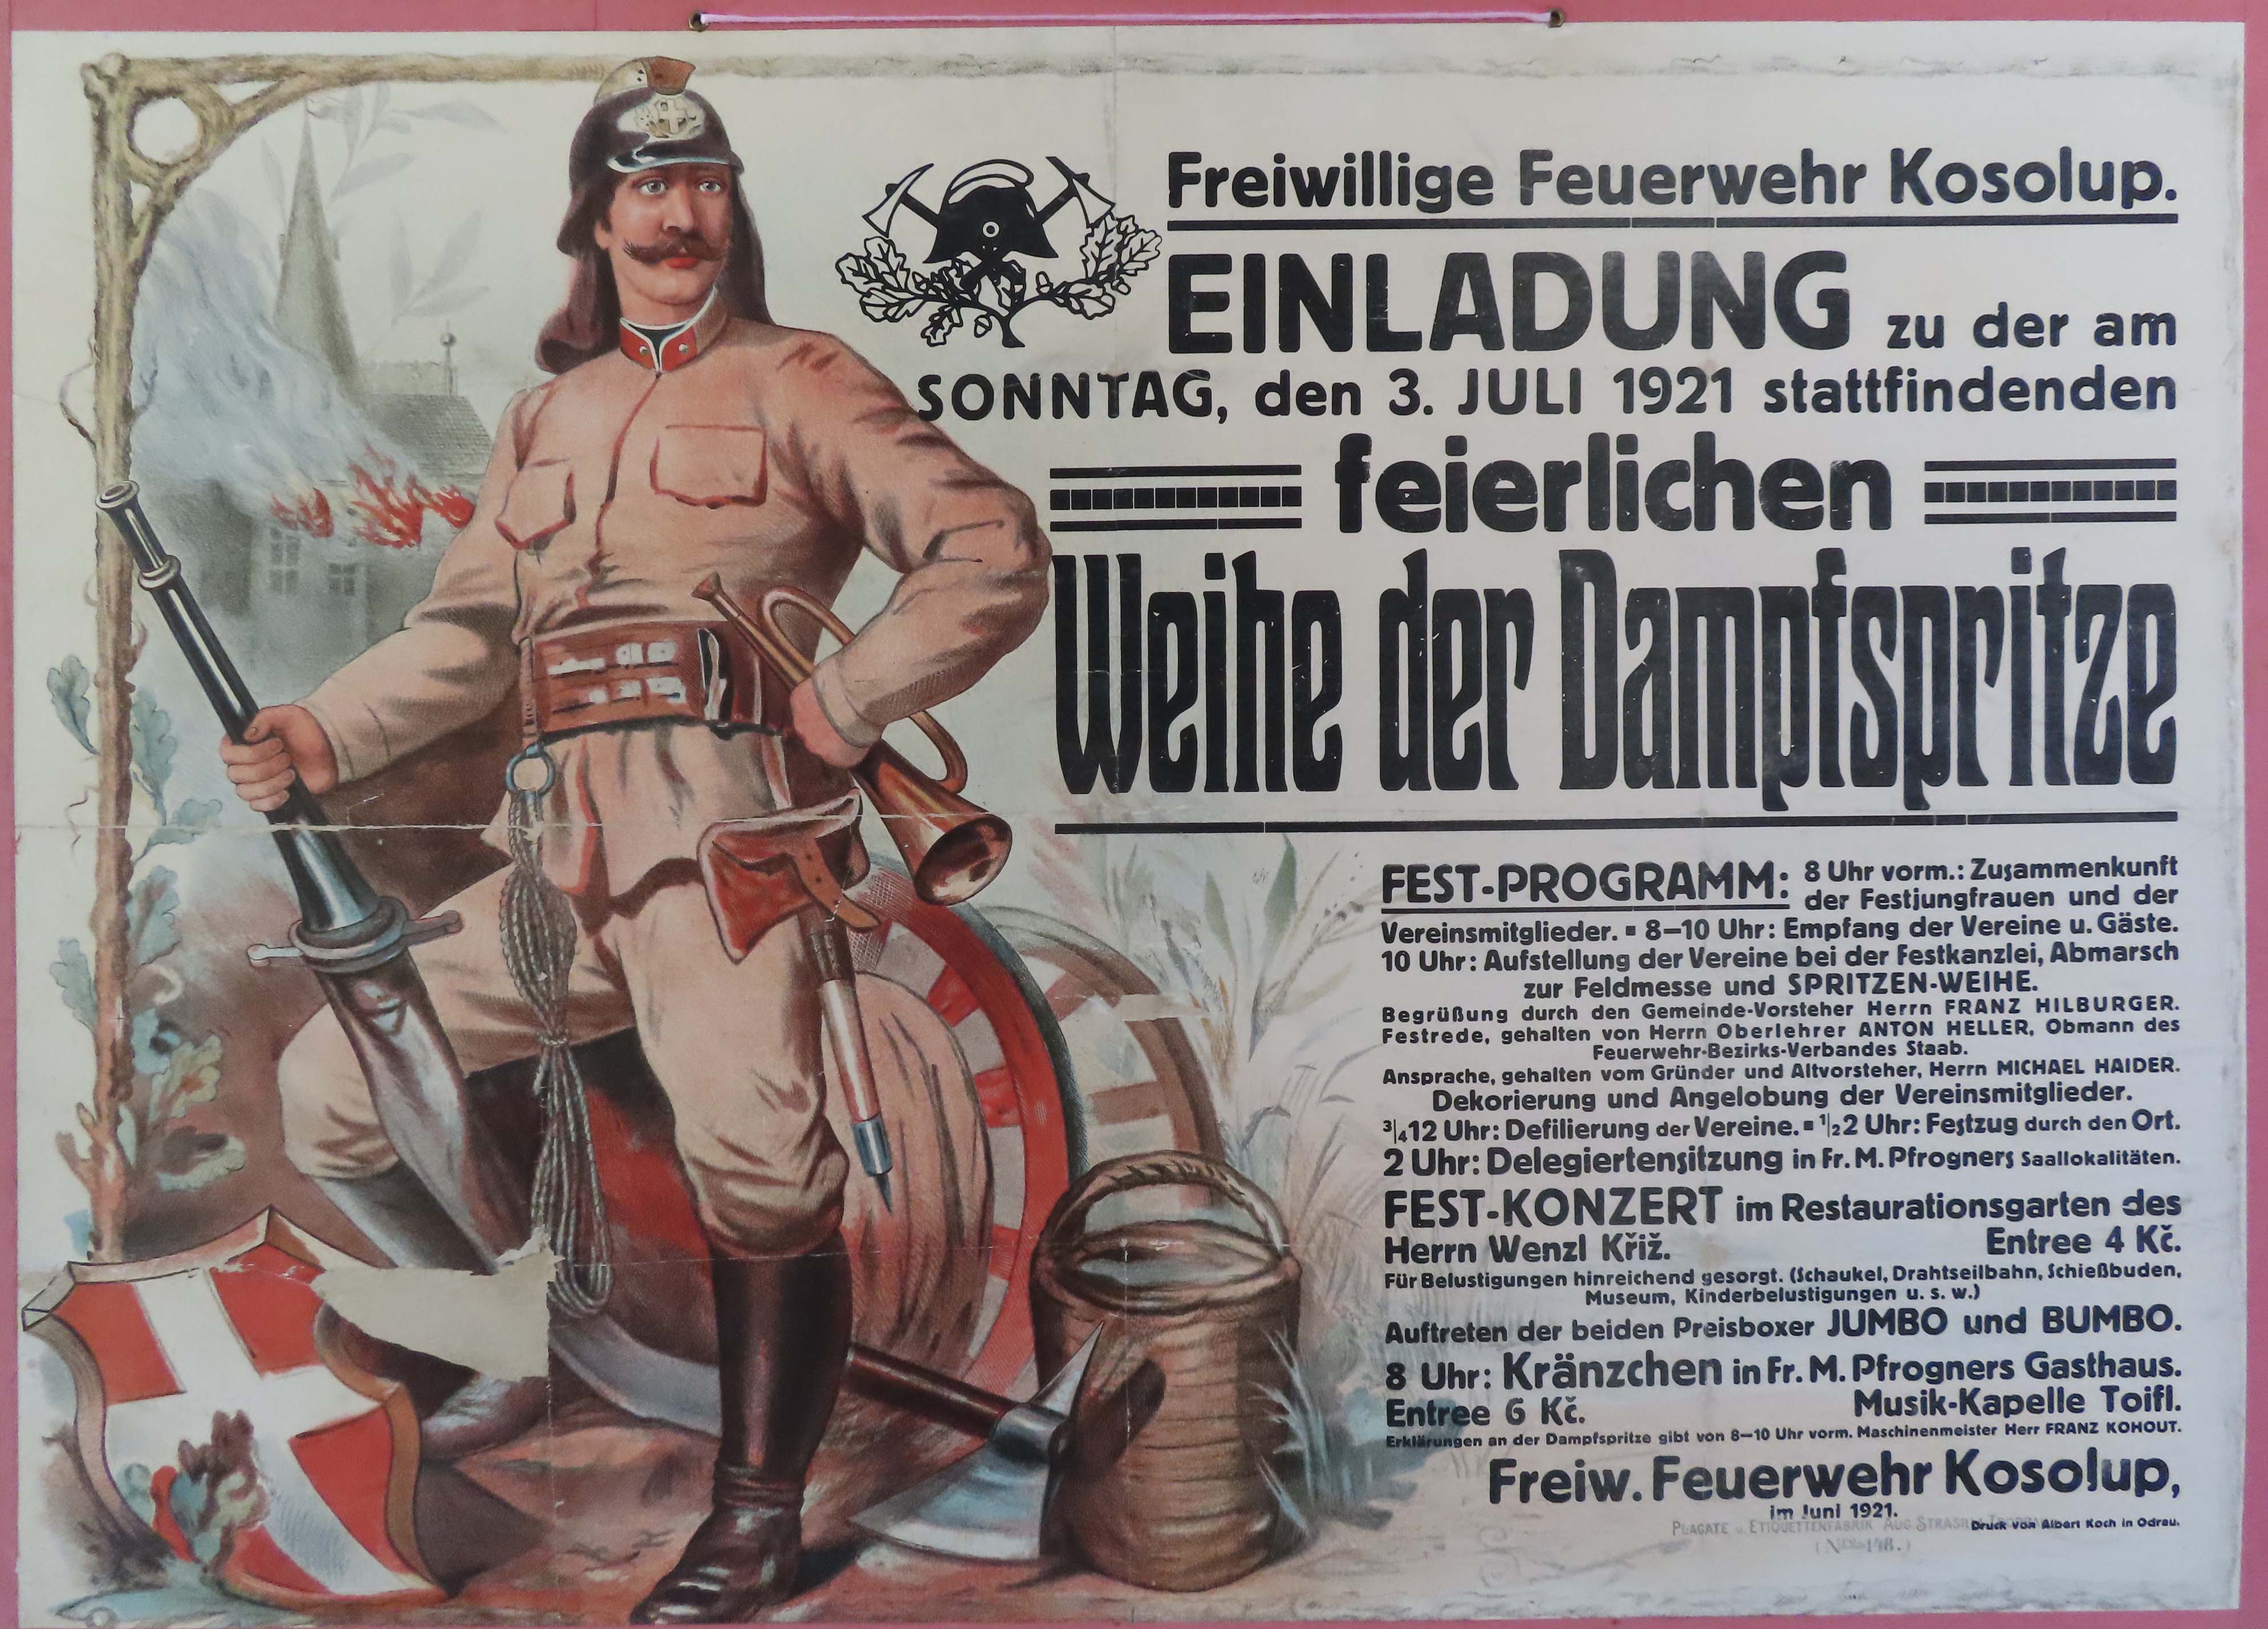 Freiwillige Feuerwehr Kosolup.
EINLADUNG zu der am
SONNTAG, den 3. JULI 1921 stattfindenden
feierlichen
Weihe der Dampfspritze
FEST-PROGRAMM: 8 Uhr vorm.: Zusammenkunft
der Festjungfrauen und der
Vereinsmitglieder. ▪ 8–10 Uhr: Empfang der Vereine u. Gäste.
10 Uhr: Aufstellung der Vereine bei der Festkanzlei, Abmarsch
zur Feldmesse und SPRITZEN-WEIHE.
Begrüßung durch den Gemeinde-Vorsteher Herrn FRANZ HILBURGER.
Festrede, gehalten von Herrn Oberlehrer ANTON HELLER, Obmann des
Feuerwehr-Bezirks-Verbandes Staab.
Ansprache, gehalten vom Gründer und Altvorsteher, Herrn MICHAEL HAIDER.
Dekorierung und Angelobung der Vereinsmitglieder.
3/4 12 Uhr: Defilierung der Vereine. ▪ 1/2 2 Uhr: Festzug durch den Ort.
2 Uhr: Delegiertensitzung in Fr. M. Pfrogners Saallokalitäten.
FEST-KONZERT im Restaurationsgarten des
Herrn Wenzl Křiž. Entree 4 Kč.
Für Belustigungen hinreichend gesorgt. (Schaukel, Drahtseilbahn, Schießbuden,
Museum, Kinderbelustigungen u. s. w.)
Auftreten der beiden Preisboxer JUMBO und BUMBO.
8 Uhr: Kränzchen in Fr. M. Pfrogners Gasthaus.
Entree 6 Kč. Musik-Kapelle Toifl.
Erklärungen an der Dampfspritze gibt von 8–10 Uhr vorm. Maschinenmeister Herr FRANZ KOHOUT.
Freiw. Feuerwehr Kosolup,
im Juni 1921.
PLAGATE u. ETIQUETTENFABRIK AUG. Druck von Albert Koch in Odrau.